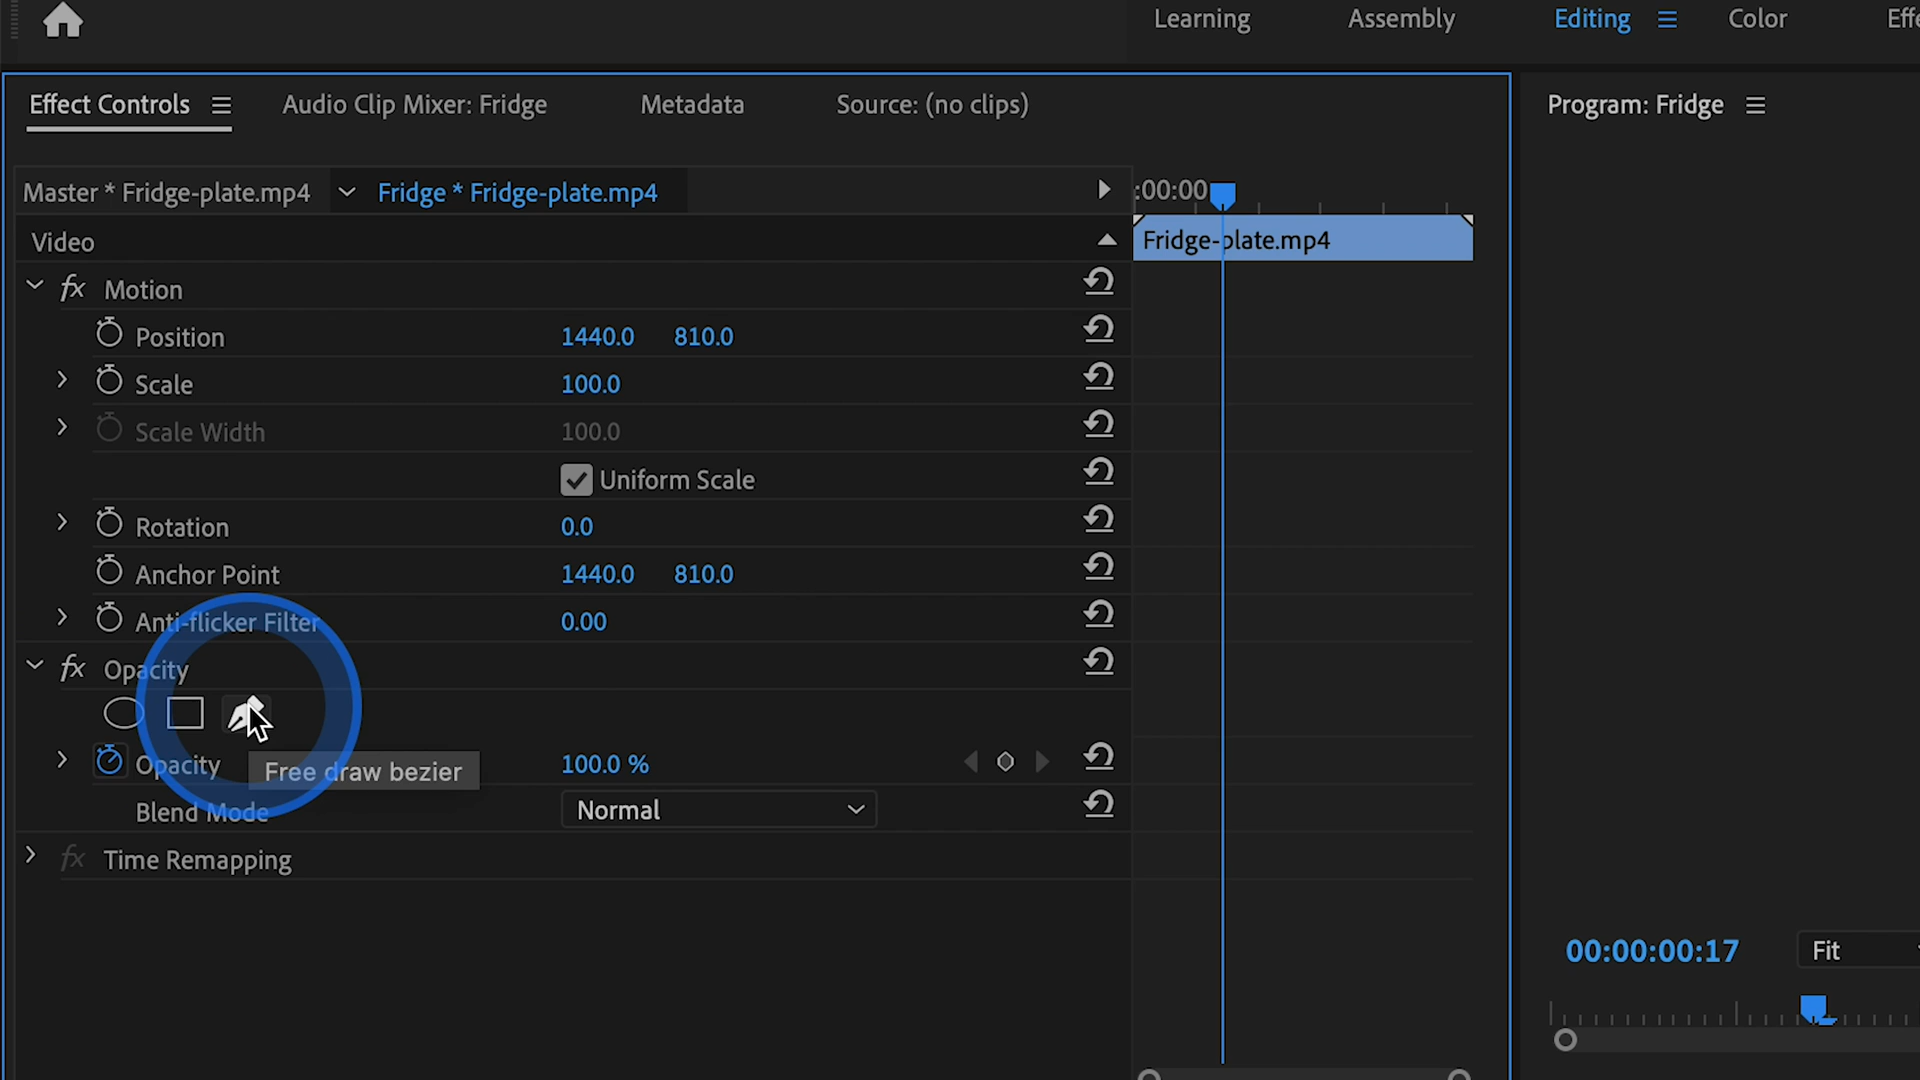 Learning Assembly Editing Color Effe
Effect Controls Audio Clip Mixer: Fridge Metadata Source: (no clips) Program: Fridge
Master * Fridge-plate.mp4 Fridge * Fridge-plate.mp4 :00:00
Video Fridge-plate.mp4
fx Motion
Position 1440.0 810.0
Scale 100.0
Scale Width 100.0
Uniform Scale
Rotation 0.0
Anchor Point 1440.0 810.0
Anti-flicker Filter 0.00
fx Opacity
Opacity 100.0 %
Free draw bezier
Blend Mode Normal
fx Time Remapping
00:00:00:17 Fit